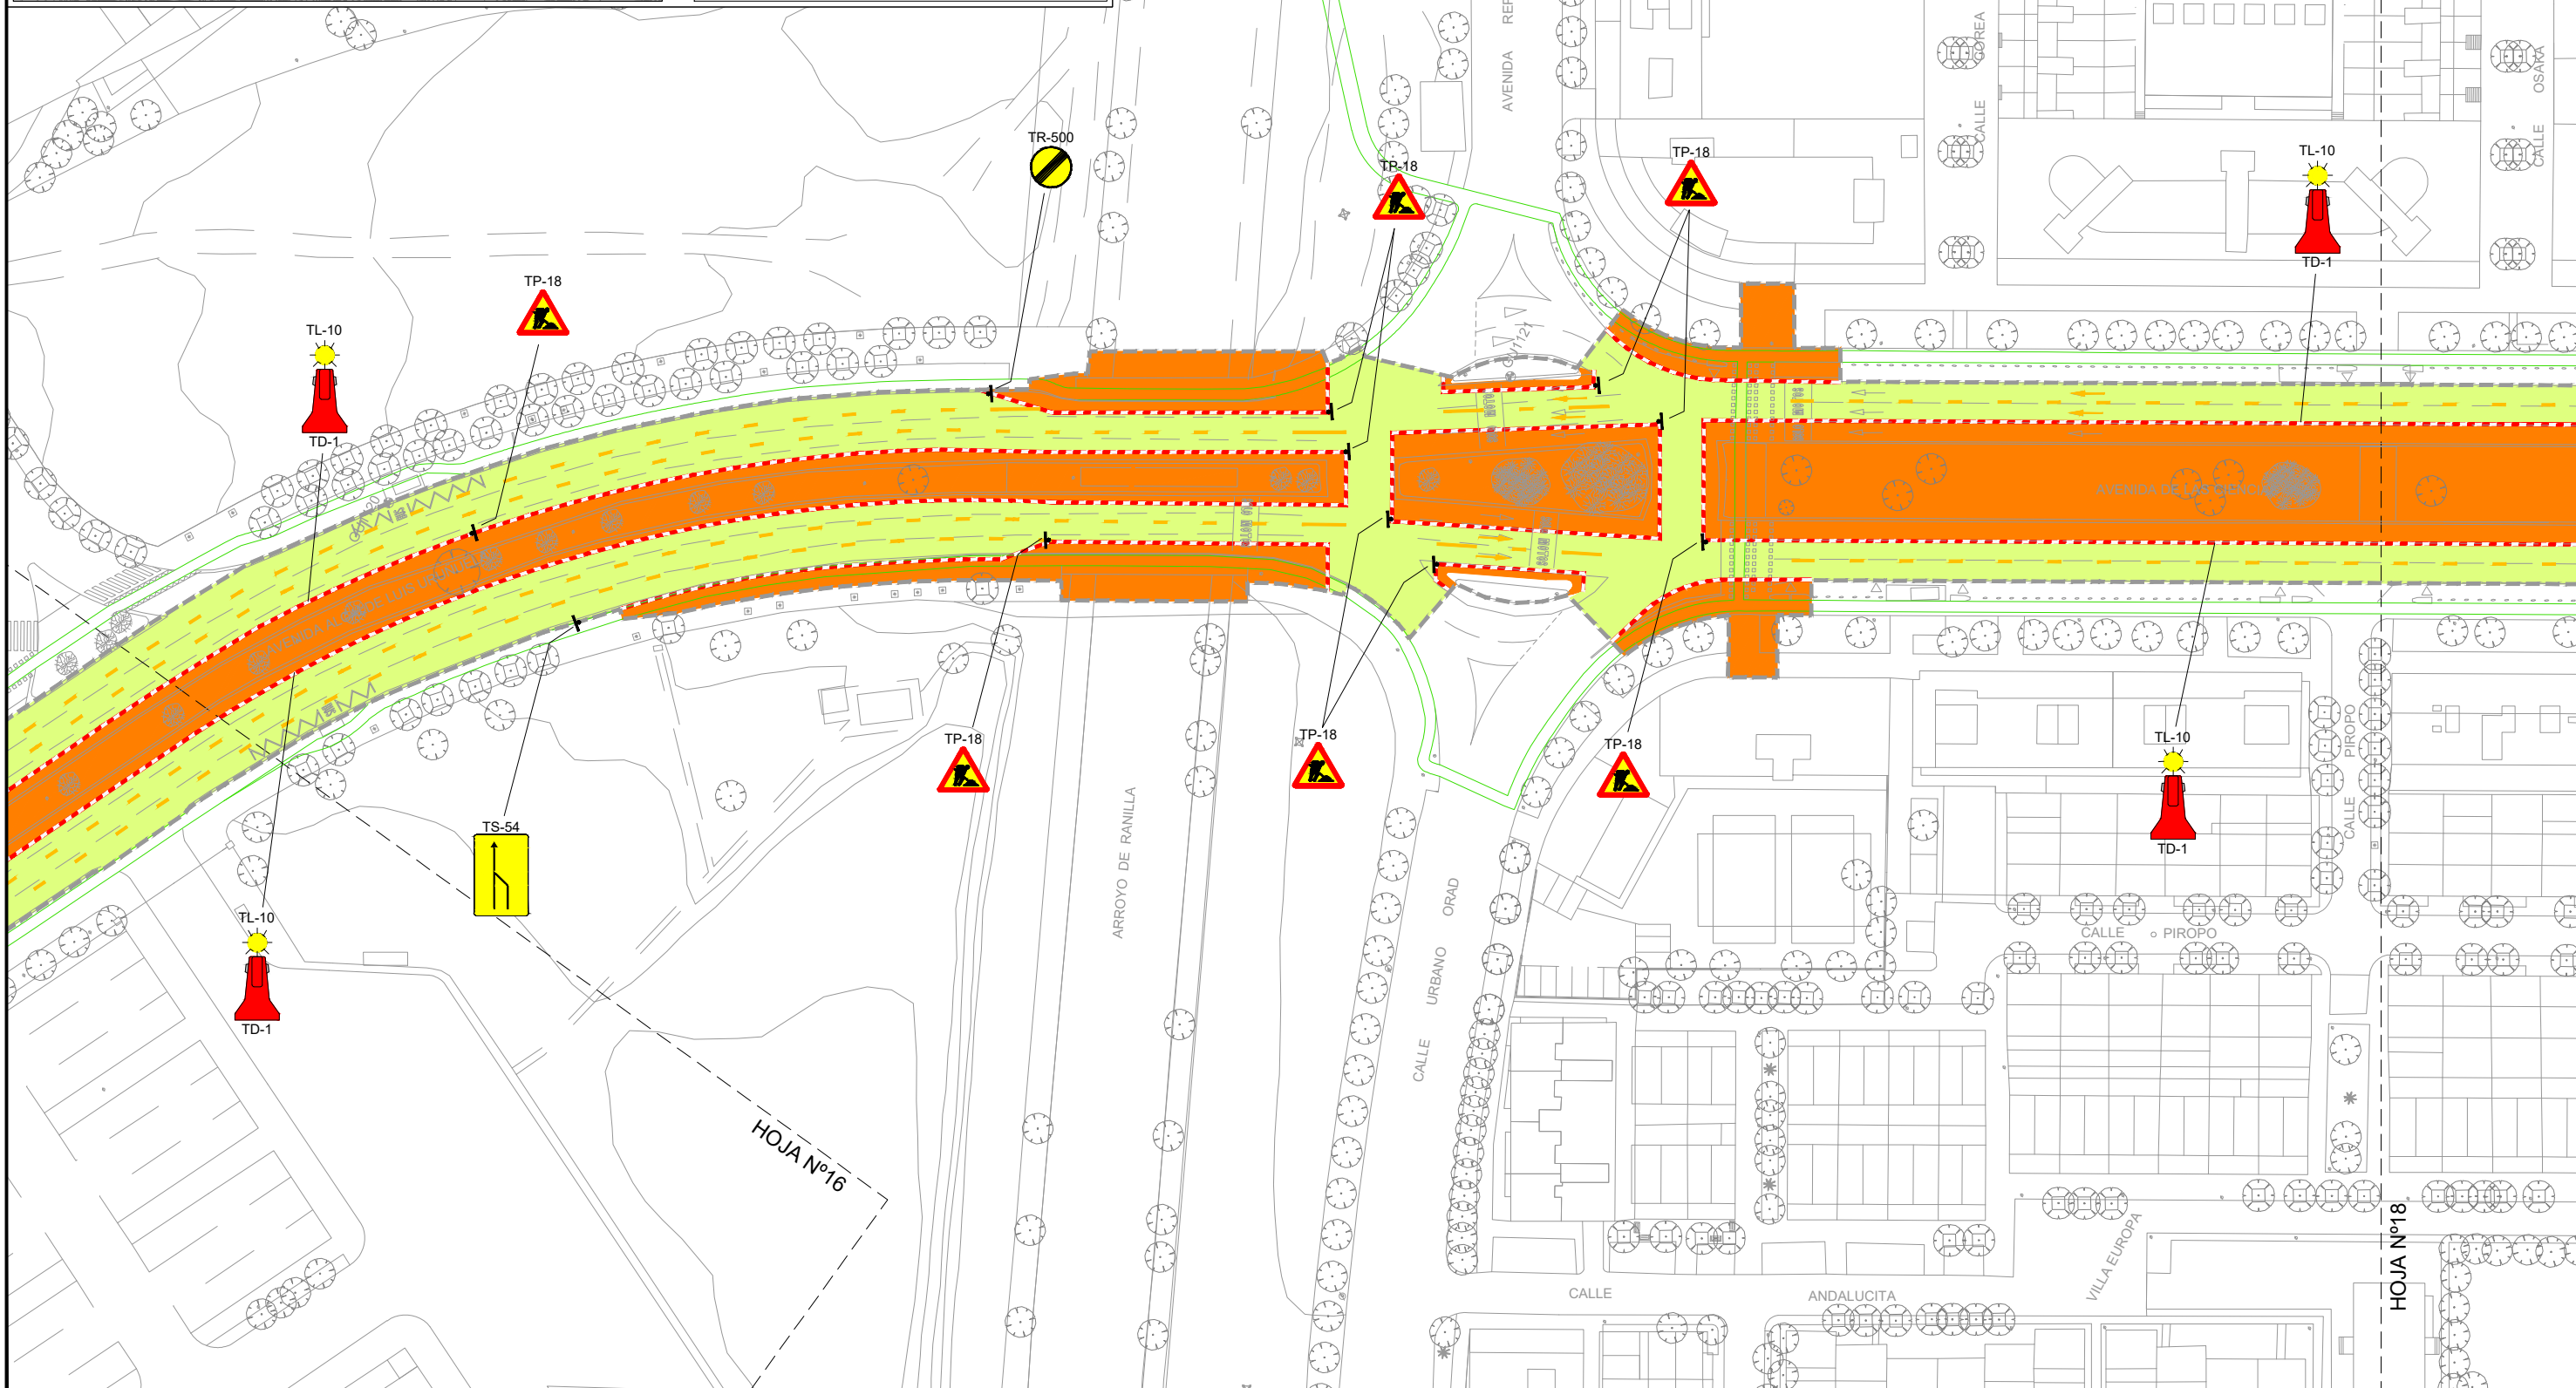 AVENIDA REP
CALLE COREA
CALLE OSAKA
TR-500
TP-18
TP-18
TL-10
TD-1
TP-18
TL-10
TD-1
TP-18
TP-18
TP-18
TL-10
TD-1
TS-54
TL-10
TD-1
ARROYO DE RANILLA
CALLE URBANO ORAD
CALLE PIROPO
CALLE PIROPO
HOJA Nº16
HOJA Nº18
VILLA EUROPA
CALLE ANDALUCITA